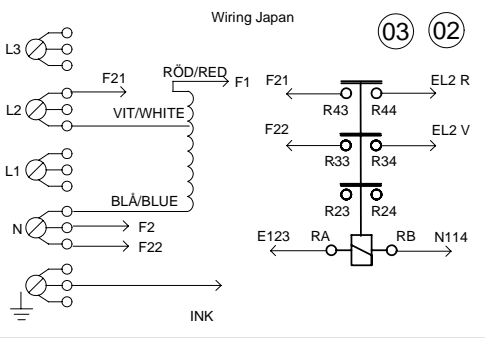 Wiring Japan
03 02
L3
F21 RÖD/RED F1 F21 EL2 R
L2 VIT/WHITE R43 R44
F22 EL2 V
L1 R33 R34
BLÅ/BLUE R23 R24
N F2
F22 E123 RA RB N114
INK